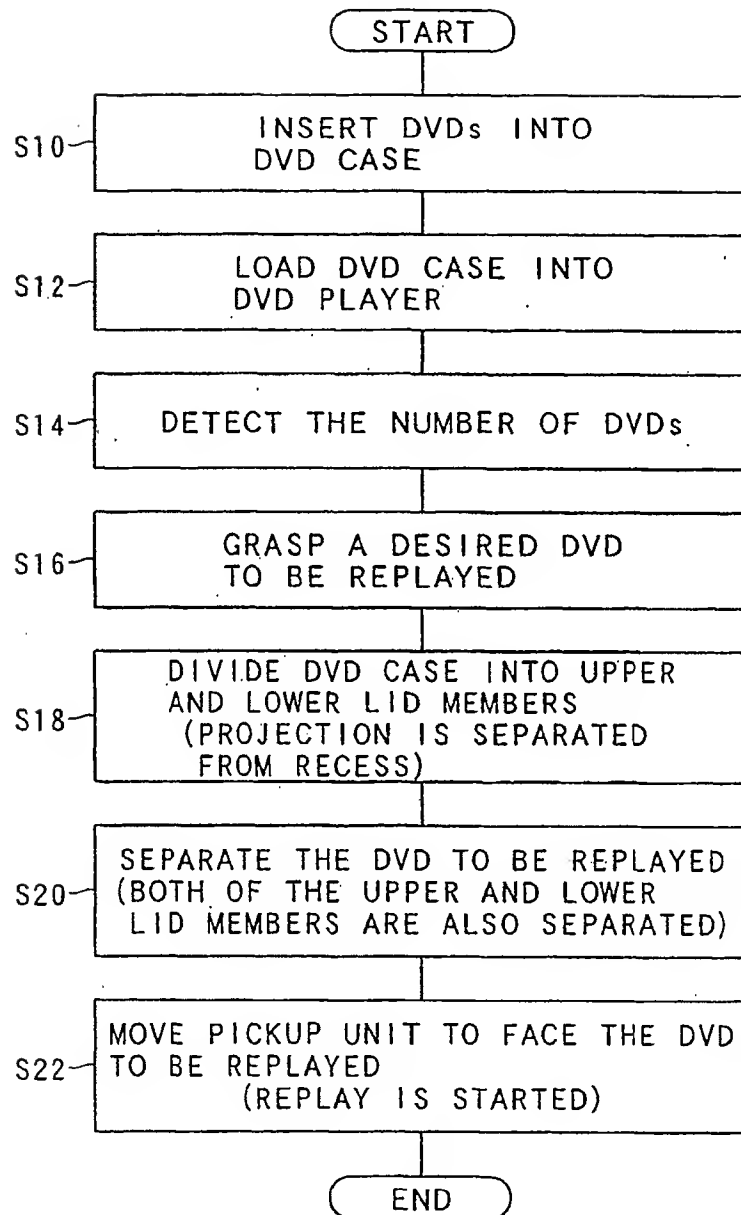 START
S10
INSERT DVDs INTO
DVD CASE
S12
LOAD DVD CASE INTO
DVD PLAYER
S14
DETECT THE NUMBER OF DVDs
S16
GRASP A DESIRED DVD
TO BE REPLAYED
S18
DIVIDE DVD CASE INTO UPPER
AND LOWER LID MEMBERS
(PROJECTION IS SEPARATED
FROM RECESS)
S20
SEPARATE THE DVD TO BE REPLAYED
(BOTH OF THE UPPER AND LOWER
LID MEMBERS ARE ALSO SEPARATED)
S22
MOVE PICKUP UNIT TO FACE THE DVD
TO BE REPLAYED
(REPLAY IS STARTED)
END